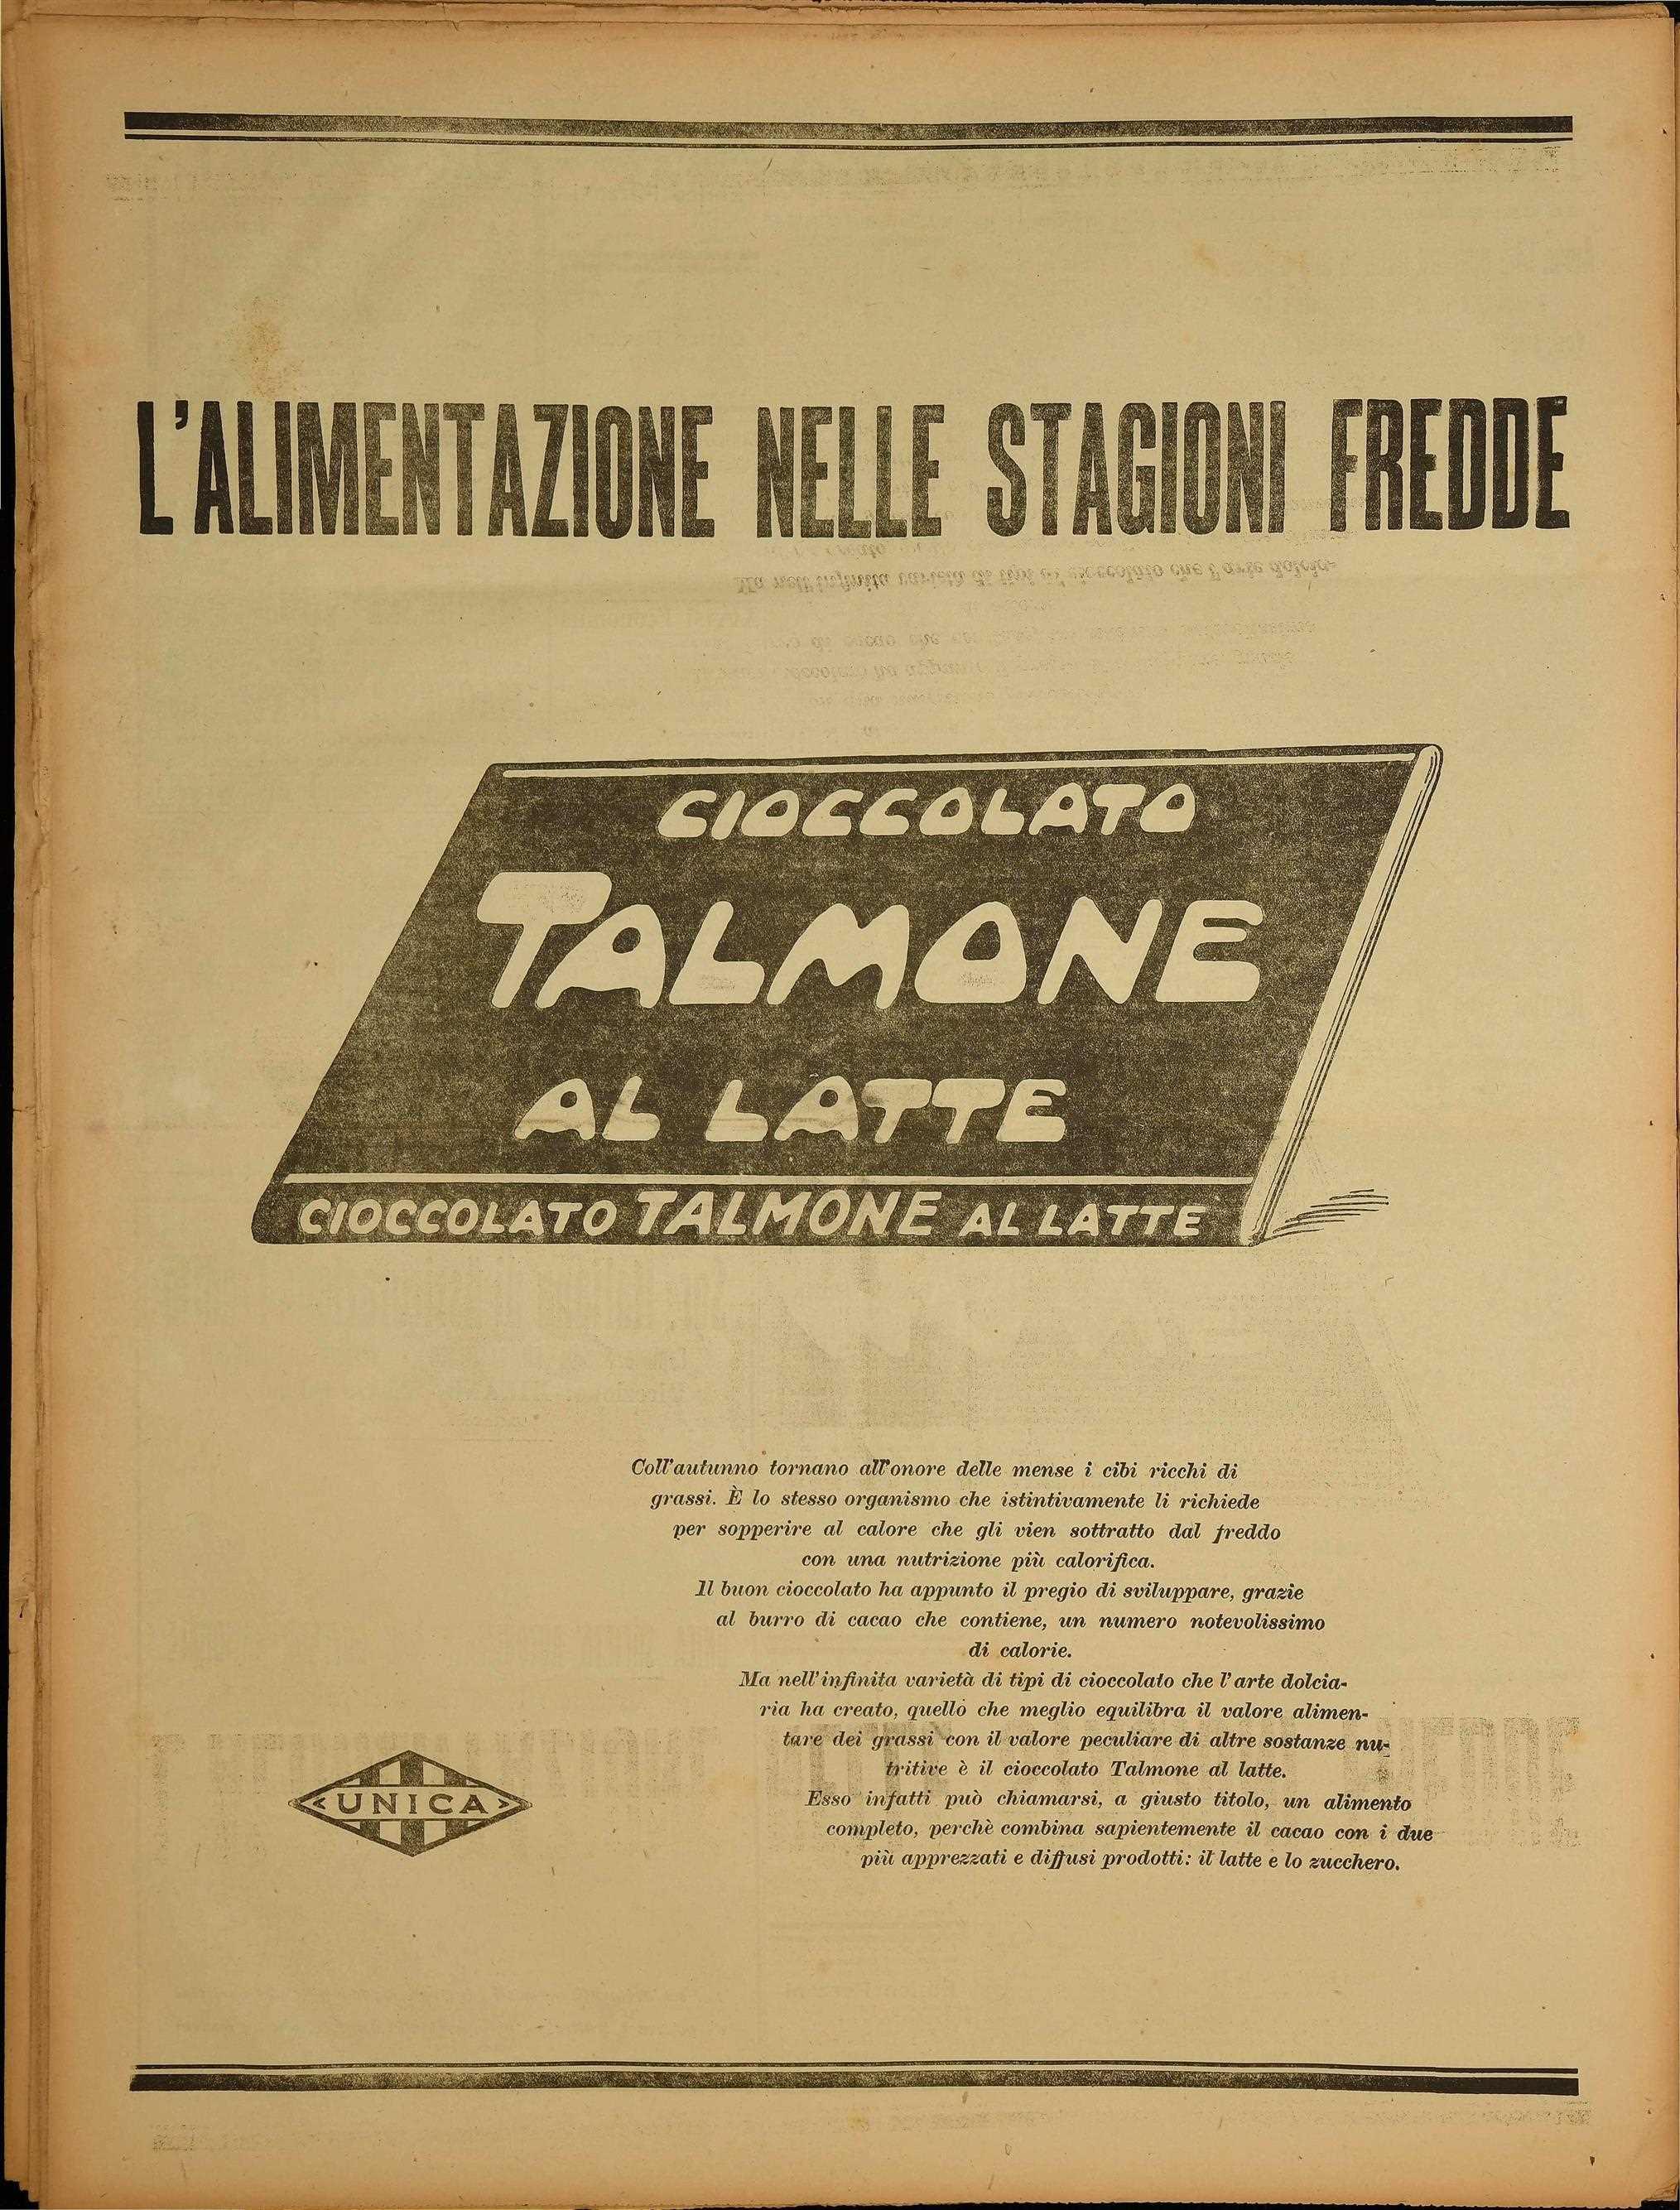 L'ALIMENTAZIONE NELLE STAGIONI FREDDE
CIOCCOLATO
TALMONE
AL LATTE
CIOCCOLATO TALMONE AL LATTE
Coll'autunno tornano all'onore delle mense i cibi ricchi di
grassi. È lo stesso organismo che istintivamente li richiede
per sopperire al calore che gli vien sottratto dal freddo
con una nutrizione più calorifica.
Il buon cioccolato ha appunto il pregio di sviluppare, grazie
al burro di cacao che contiene, un numero notevolissimo
di calorie.
Ma nell'infinita varietà di tipi di cioccolato che l'arte dolcia-
ria ha creato, quello che meglio equilibra il valore alimen-
tare dei grassi con il valore peculiare di altre sostanze nu-
tritive è il cioccolato Talmone al latte.
Esso infatti può chiamarsi, a giusto titolo, un alimento
completo, perchè combina sapientemente il cacao con i due
più apprezzati e diffusi prodotti: il latte e lo zucchero.
<UNICA>